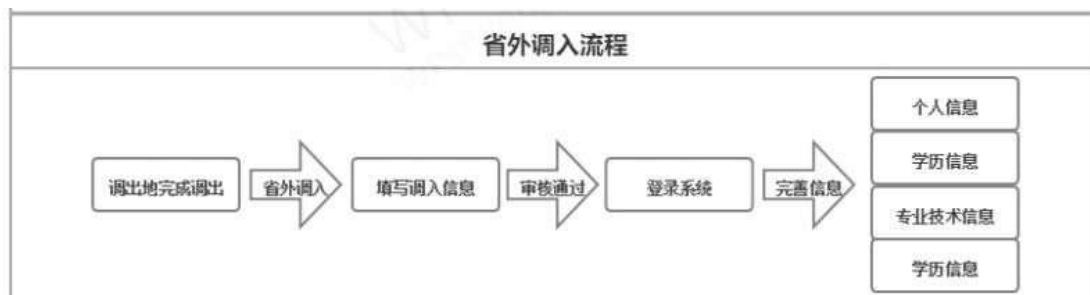 省外调入流程
调出地完成调出
省外调入
填写调入信息
审核通过
登录系统
完善信息
个人信息
学历信息
专业技术信息
学历信息